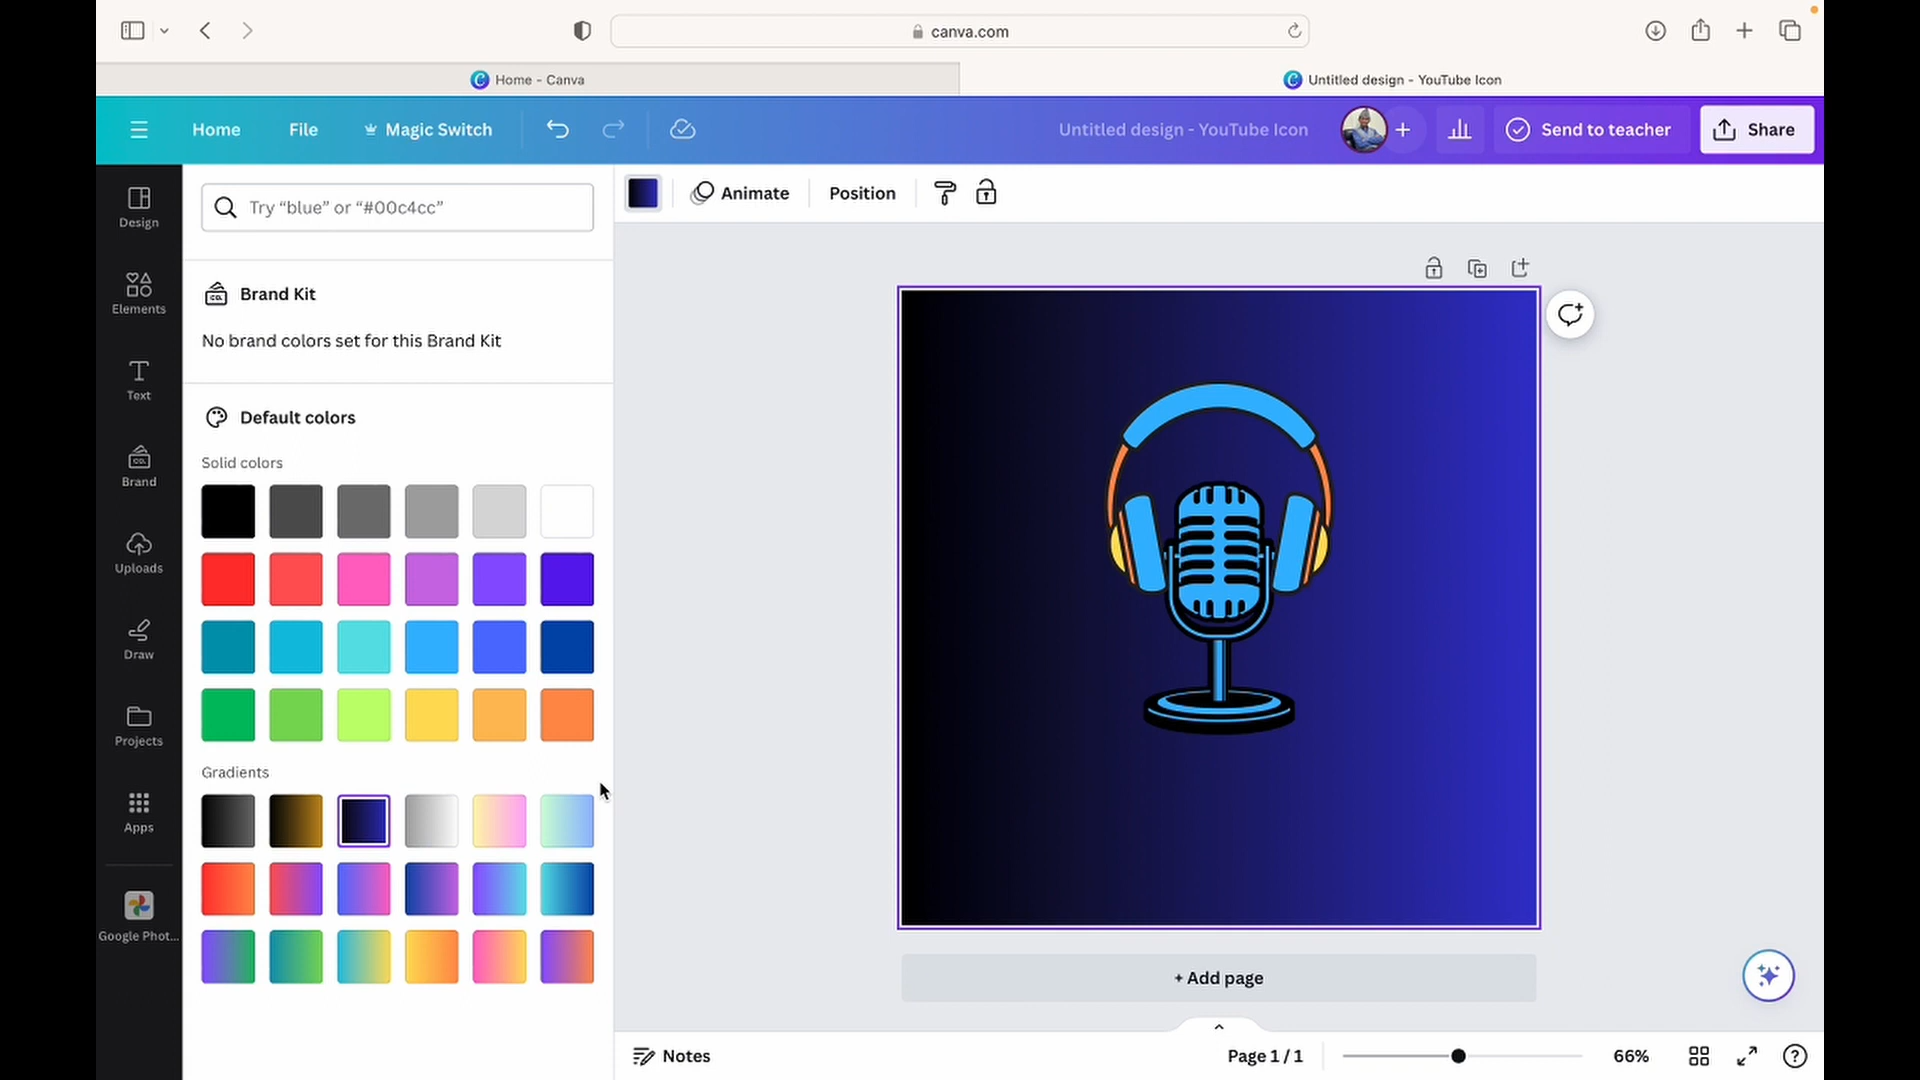 canva.com
Home - Canva
Untitled design - YouTube Icon
Home
File
Magic Switch
Untitled design - YouTube Icon
Send to teacher
Share
Design
Elements
Text
Brand
Uploads
Draw
Projects
Apps
Google Phot...
Try “blue” or “#00c4cc”
Brand Kit
No brand colors set for this Brand Kit
Default colors
Solid colors
Gradients
Animate
Position
+ Add page
Notes
Page 1 / 1
66%